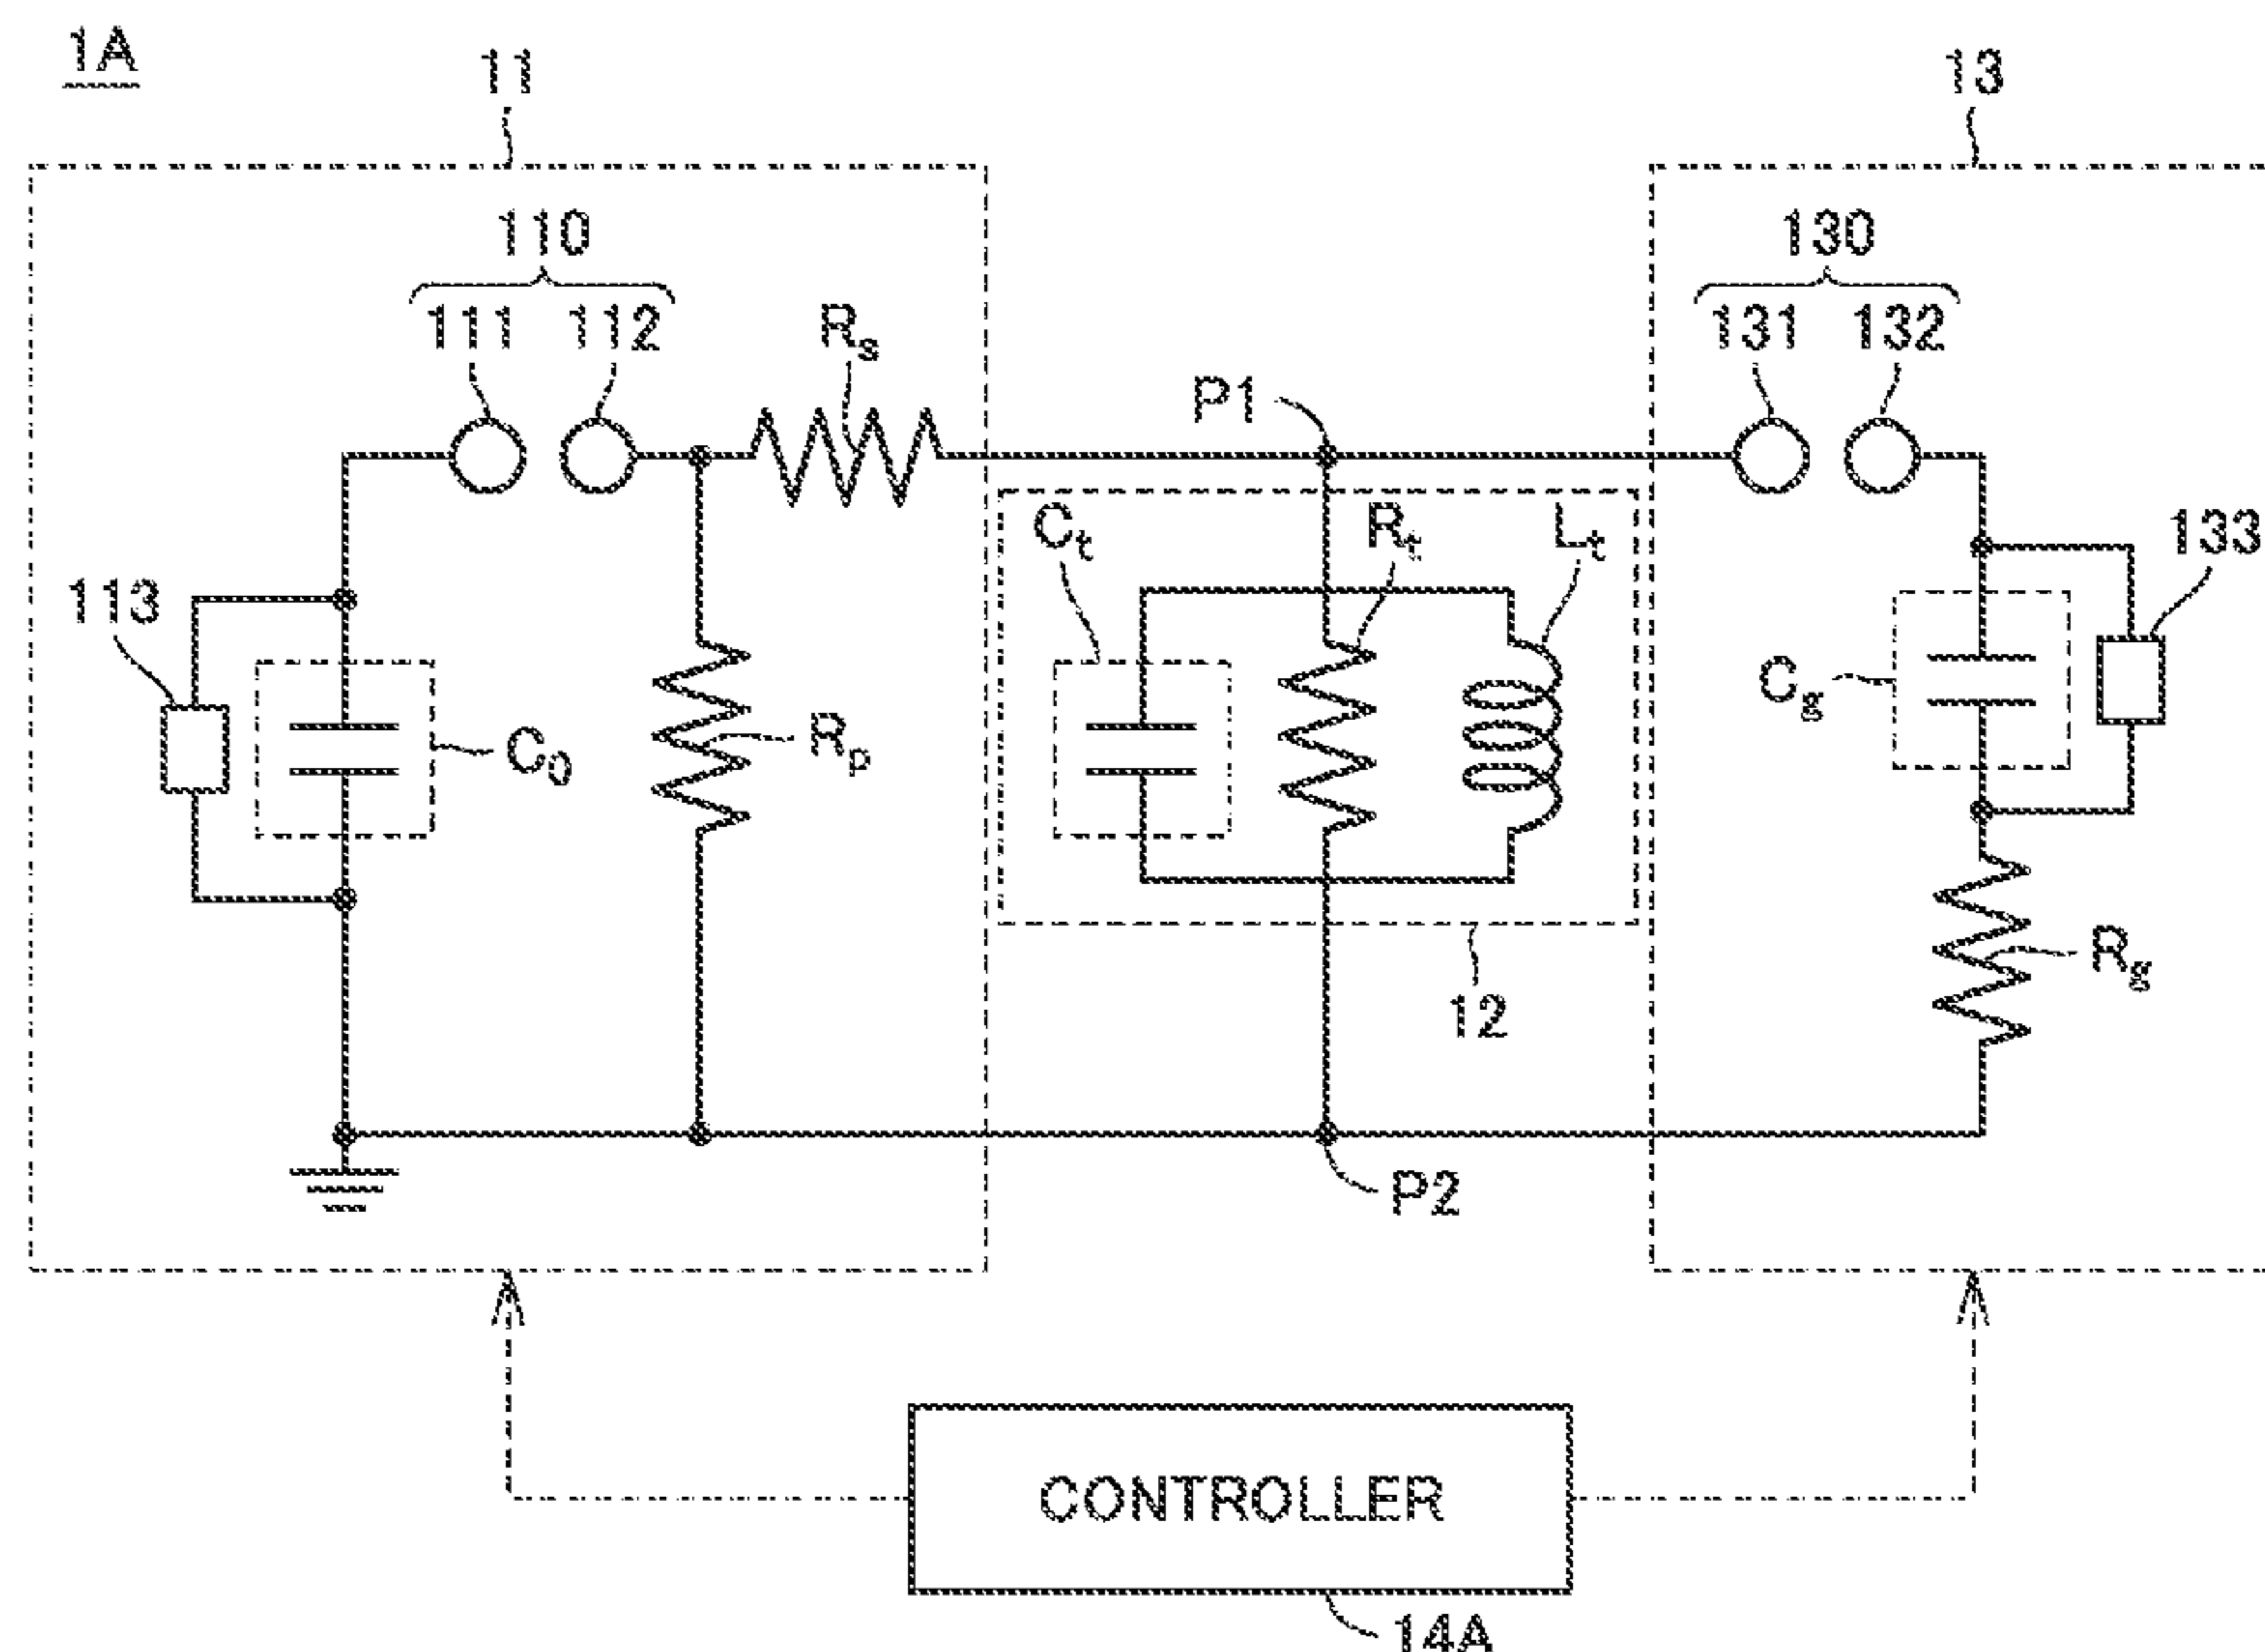 1A
11
13
110
130
111 112
Rs
131 132
P1
Ct
Rt
Lt
133
113
C0
Rp
Cg
Rg
12
P2
CONTROLLER
14A